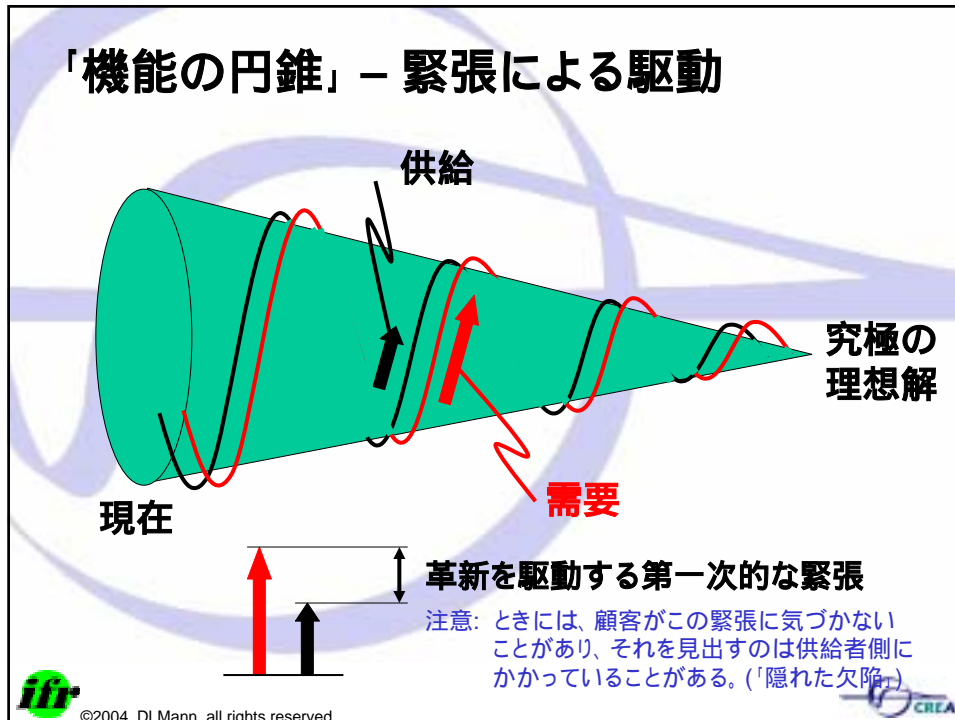 「機能の円錐」 – 緊張による駆動
供給
究極の
理想解
需要
現在
革新を駆動する第一次的な緊張
注意: ときには、顧客がこの緊張に気づかない
ことがあり、それを見出すのは供給者側に
かかっていることがある。(「隠れた欠陥」)
ifr
©2004, DLMann, all rights reserved
CREA